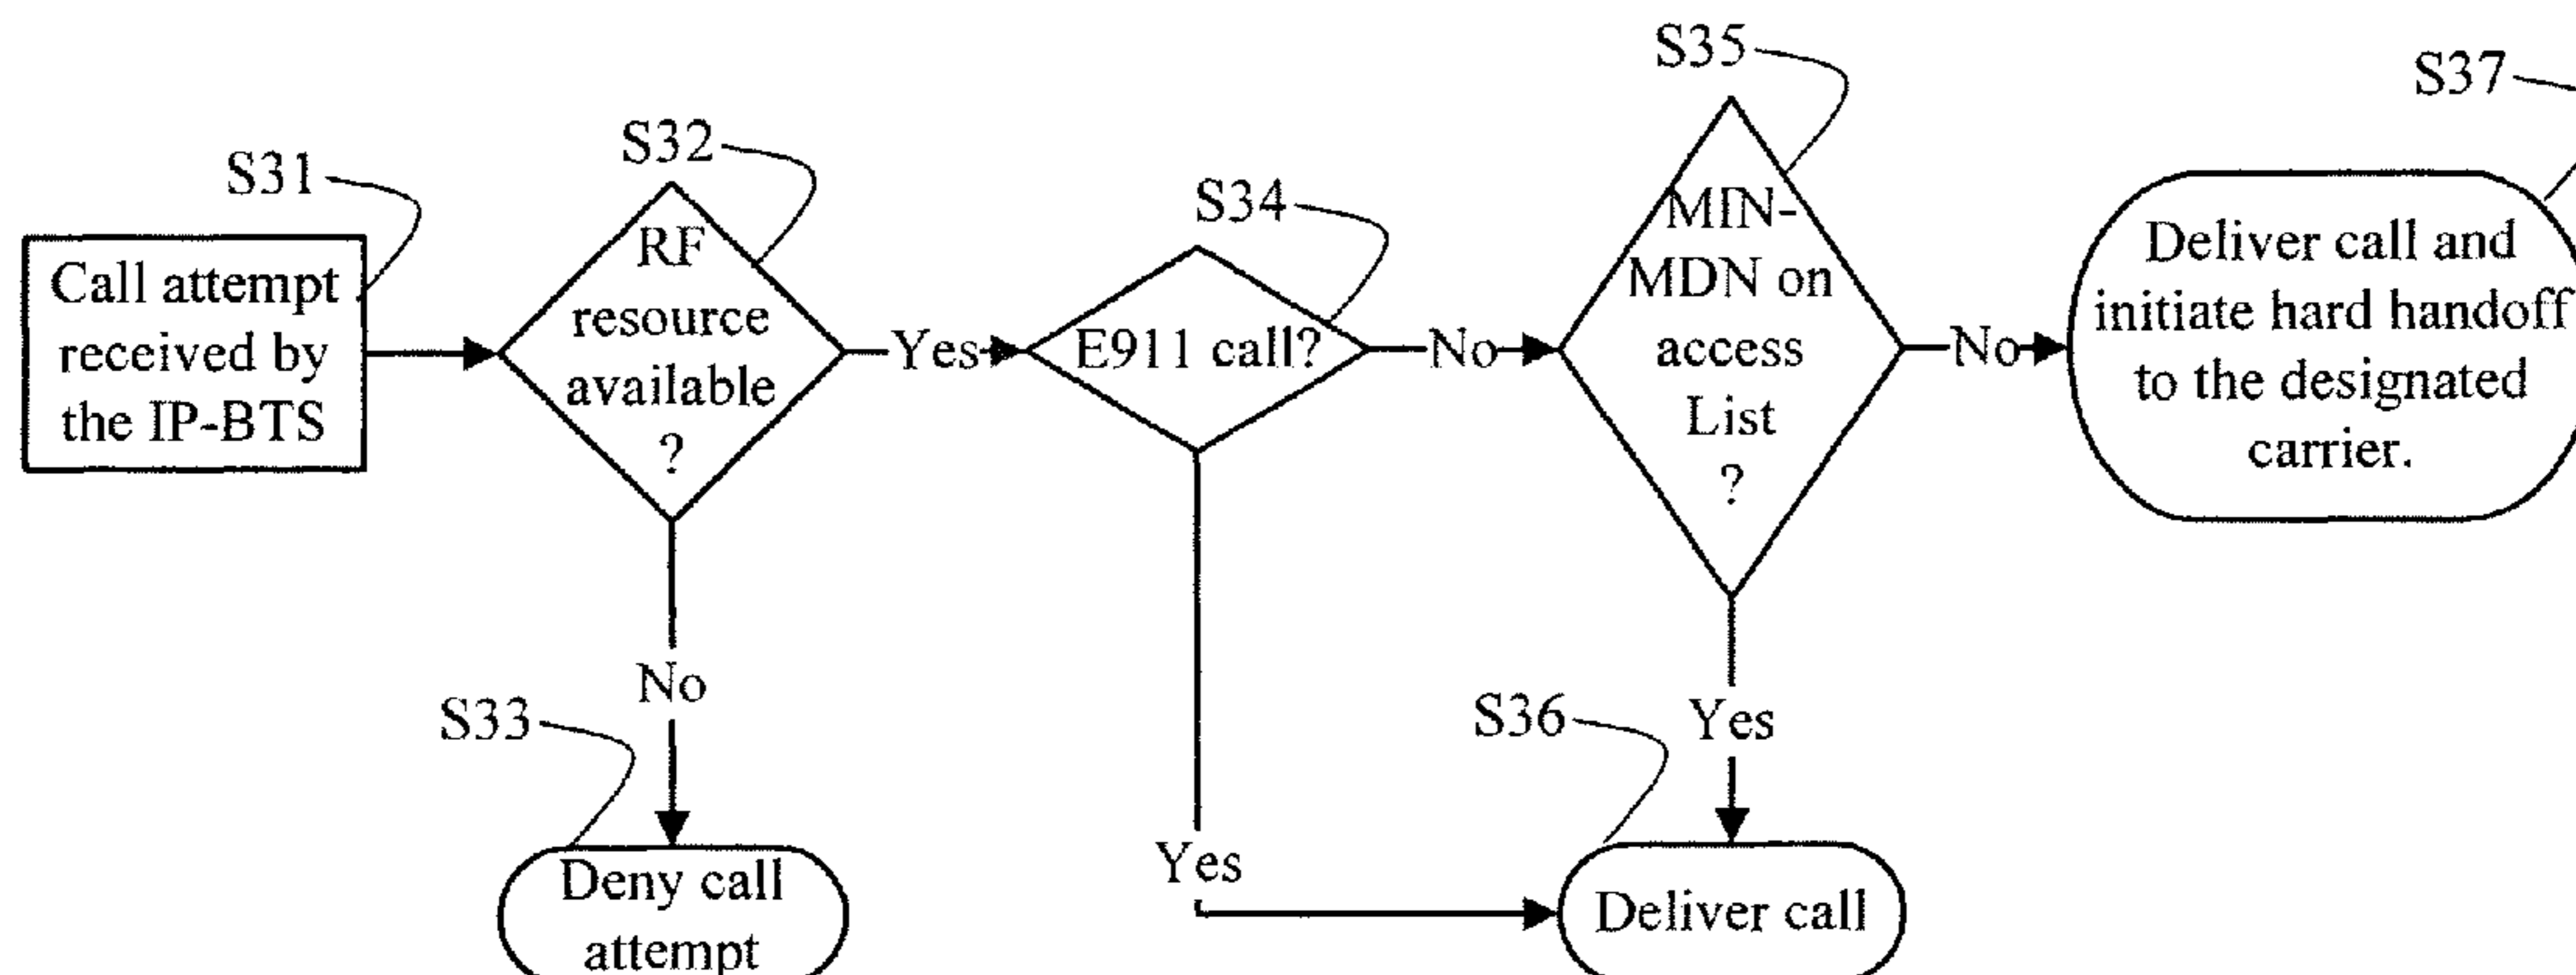 S31
Call attempt
received by
the IP-BTS
S32
RF
resource
available
?
Yes
No
S33
Deny call
attempt
S34
E911 call?
No
Yes
S35
MIN-
MDN on
access
List
?
No
Yes
S36
Deliver call
S37
Deliver call and
initiate hard handoff
to the designated
carrier.